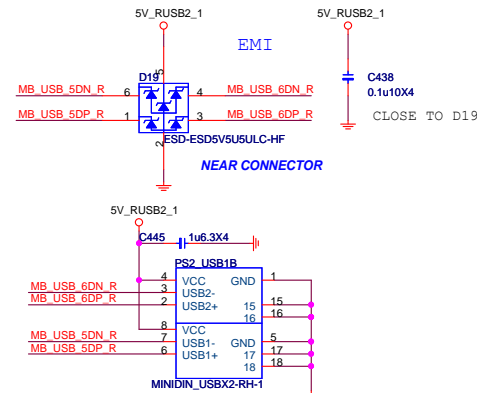 5V_RUSB2_1
5V_RUSB2_1
EMI
D19
5
MB_USB_5DN_R 6
4 MB_USB_6DN_R
C438
0.1u10X4
MB_USB_5DP_R 1
3 MB_USB_6DP_R
CLOSE TO D19
2
ESD-ESD5V5U5ULC-HF
NEAR CONNECTOR
5V_RUSB2_1
C445 1u6.3X4
PS2_USB1B
4 VCC GND 1
MB_USB_6DN_R 3 USB2-
MB_USB_6DP_R 2 USB2+ 15 15
16 16
8 VCC
MB_USB_5DN_R 7 USB1- GND 5
MB_USB_5DP_R 6 USB1+ 17 17
18 18
MINIDIN_USBX2-RH-1